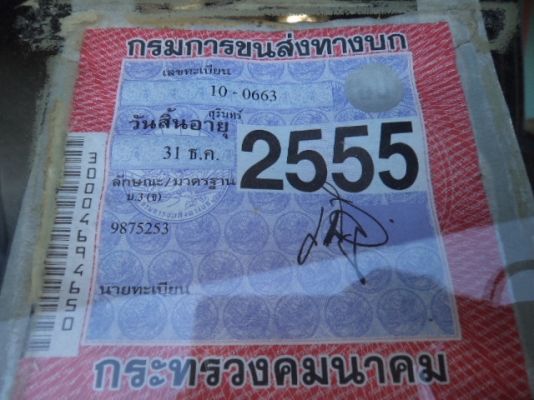 กรมการขนส่งทางบก
เลขทะเบียน
10 - 0663
สุรินทร์
วันสิ้นอายุ
31 ธ.ค.
2555
ลักษณะ/มาตรฐาน
ม.3 (ข)
9875253
นายทะเบียน
30004694650
กระทรวงคมนาคม